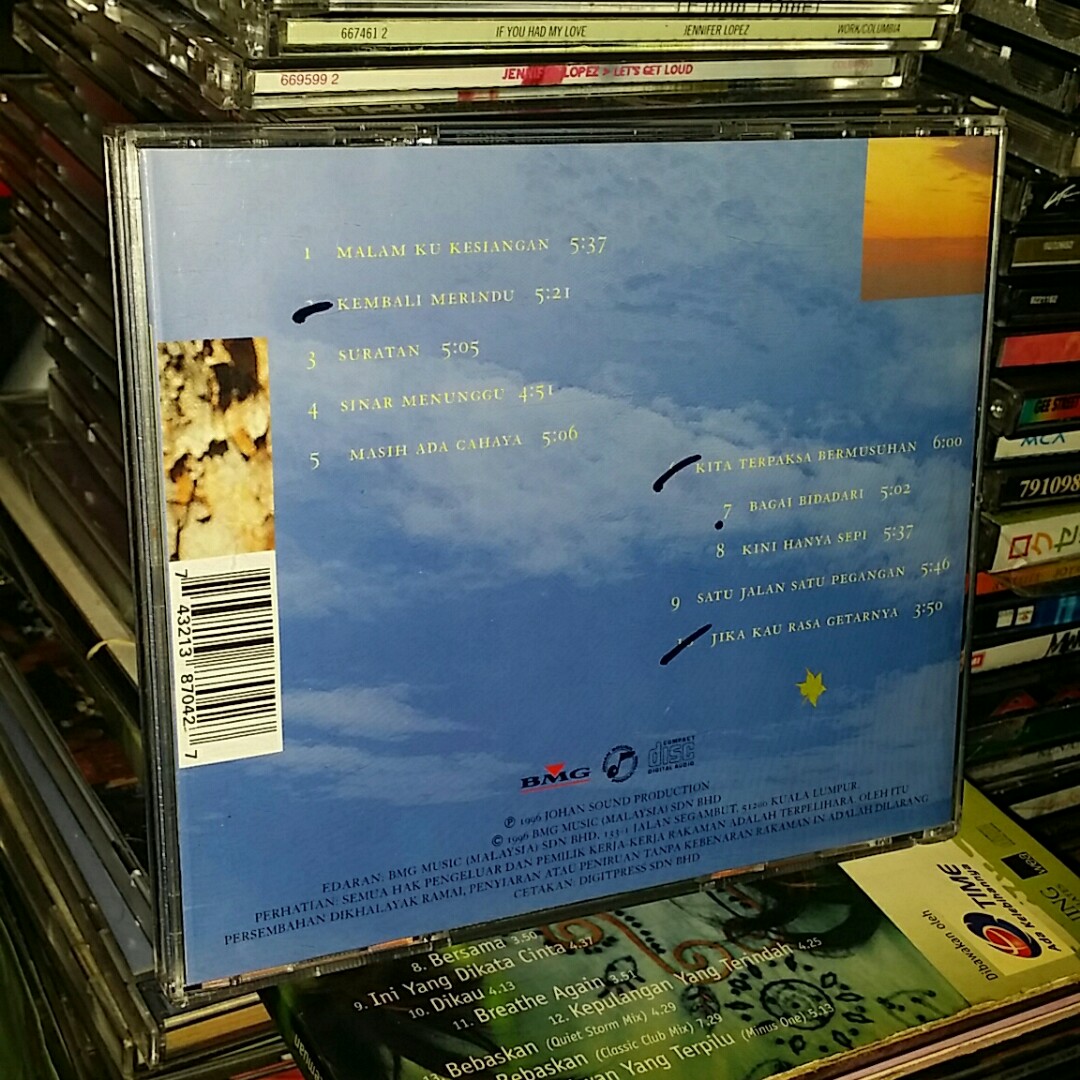 667461 2 IF YOU HAD MY LOVE JENNIFER LOPEZ WORK/COLUMBIA
669599 2 LOPEZ > LET'S GET LOUD
1 MALAM KU KESIANGAN 5:37
KEMBALI MERINDU 5:21
3 SURATAN 5:05
4 SINAR MENUNGGU 4:51
5 MASIH ADA CAHAYA 5:06
KITA TERPAKSA BERMUSUHAN 6:00
7 BAGAI BIDADARI 5:02
8 KINI HANYA SEPI 5:37
9 SATU JALAN SATU PEGANGAN 5:46
JIKA KAU RASA GETARNYA 3:50
7 43213 87042 7
BMG
COMPACT disc DIGITAL AUDIO
℗ 1996 JOHAN SOUND PRODUCTION
© 1996 BMG MUSIC (MALAYSIA) SDN BHD
EDARAN: BMG MUSIC (MALAYSIA) SDN BHD, 133-1 JALAN SEGAMBUT, 51200 KUALA LUMPUR.
PERHATIAN: SEMUA HAK PENGELUAR DAN PEMILIK KERJA-KERJA RAKAMAN ADALAH TERPELIHARA. OLEH ITU
PERSEMBAHAN DIKHALAYAK RAMAI, PENYIARAN ATAU PENIRUAN TANPA KEBENARAN RAKAMAN IN ADALAH DILARANG
CETAKAN: DIGITPRESS SDN BHD
791098
8. Bersama 3.50
9. Ini Yang Dikata Cinta 4.37
10. Dikau 4.13
11. Breathe Again 3.51
12. Kepulangan Yang Terindah 4.25
Bebaskan (Quiet Storm Mix) 4.29
Bebaskan (Classic Club Mix) 7.29
Yang Terpilu (Minus One) 5.13
Dibawakan oleh
TIME
Ada Kelebihannya